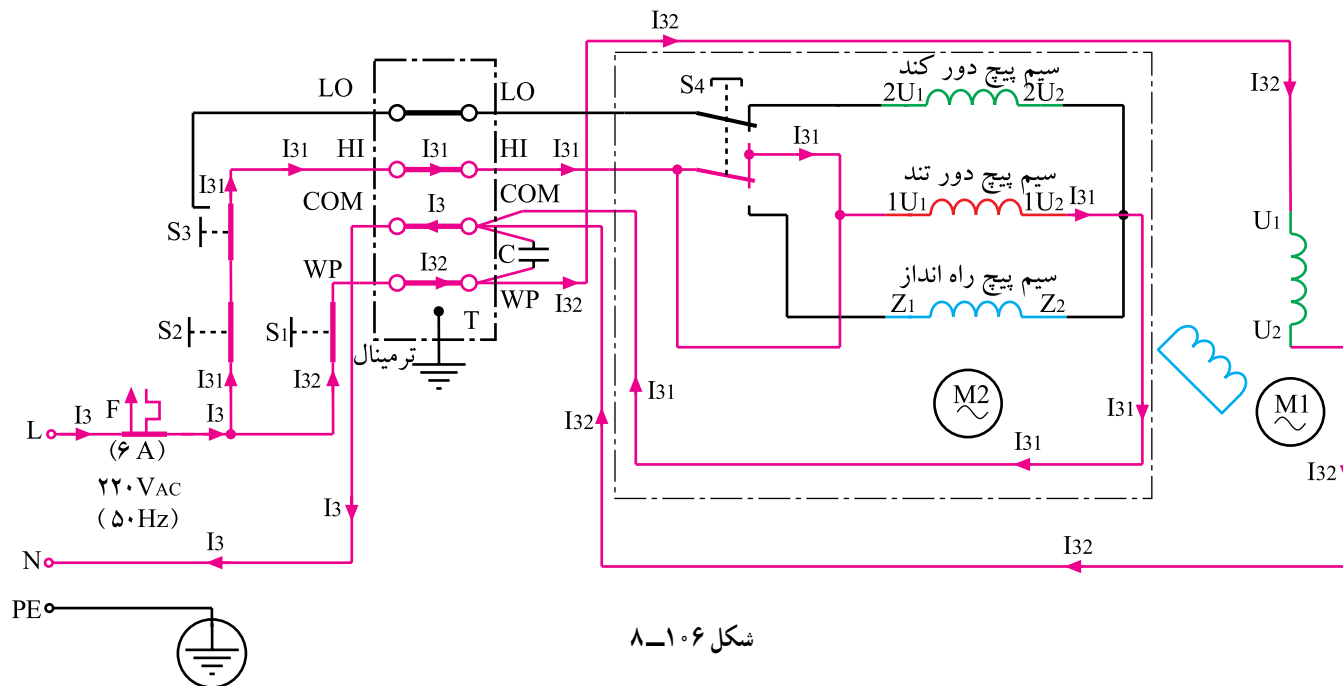 I32
LO
LO
S4
سیم پیچ دور کند
2U1
2U2
I32
I31
HI
I31
HI
I31
I31
I31
COM
I3
COM
سیم پیچ دور تند
1U1
1U2
I31
S3
C
WP
I32
WP
I32
U1
سیم پیچ راه انداز
Z1
Z2
T
S2
S1
ترمینال
U2
I31
I32
I31
M2
M1
L
I3
F
I3
(۶ A)
I32
I31
I31
I32
۲۲۰VAC
(۵۰Hz)
I3
N
I3
I32
PE
شکل ۱۰۶ــ۸